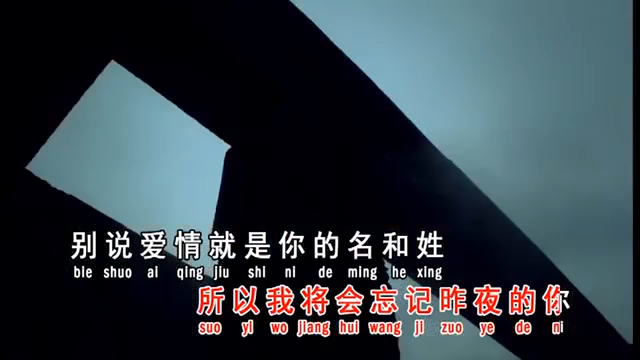 别说爱情就是你的名和姓
bie shuo ai qing jiu shi ni de ming he xing
所以我将会忘记昨夜的你
suo yi wo jiang hui wang ji zuo ye de ni